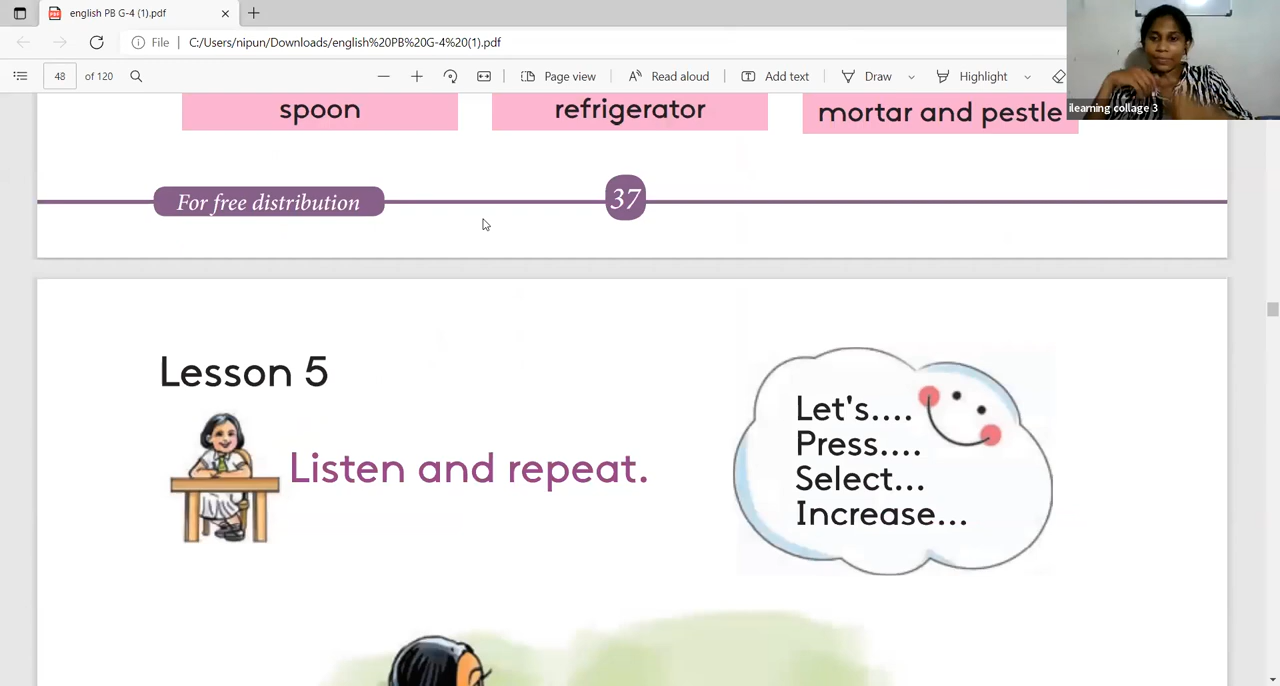 english PB G-4 (1).pdf
File C:/Users/nipun/Downloads/english%20PB%20G-4%20(1).pdf
48 of 120 Page view Read aloud Add text Draw Highlight
ilearning collage 3
spoon refrigerator mortar and pestle
For free distribution 37
Lesson 5
Listen and repeat.
Let's....
Press....
Select...
Increase...